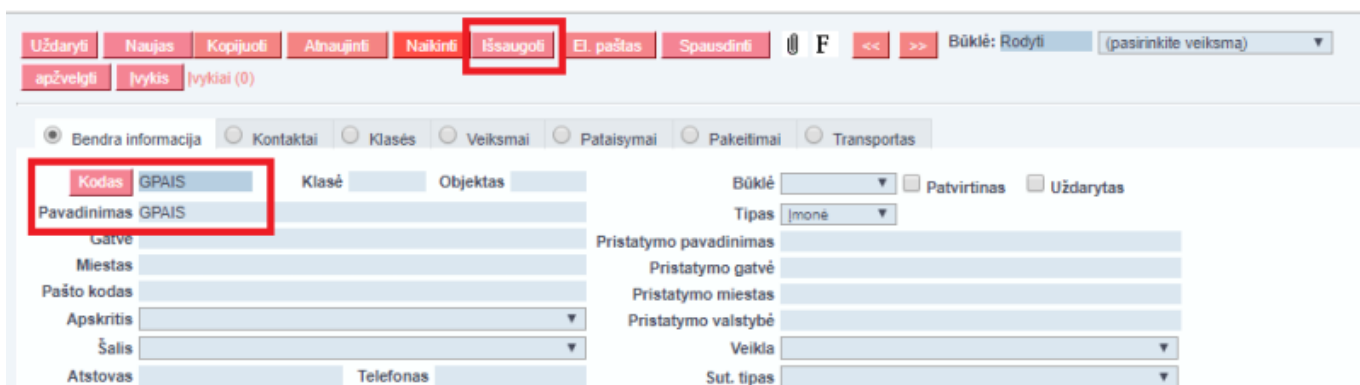 Uždaryti Naujas Kopijuoti Atnaujinti Naikinti Išsaugoti El. paštas Spausdinti F << >> Būklė: Rodyti (pasirinkite veiksmą)
apžvelgti Įvykis Įvykiai (0)
Bendra informacija Kontaktai Klasės Veiksmai Pataisymai Pakeitimai Transportas
Kodas GPAIS Klasė Objektas Būklė Patvirtinas Uždarytas
Pavadinimas GPAIS Tipas Įmonė
Gatvė Pristatymo pavadinimas
Miestas Pristatymo gatvė
Pašto kodas Pristatymo miestas
Apskritis Pristatymo valstybė
Šalis Veikla
Atstovas Telefonas Sut. tipas